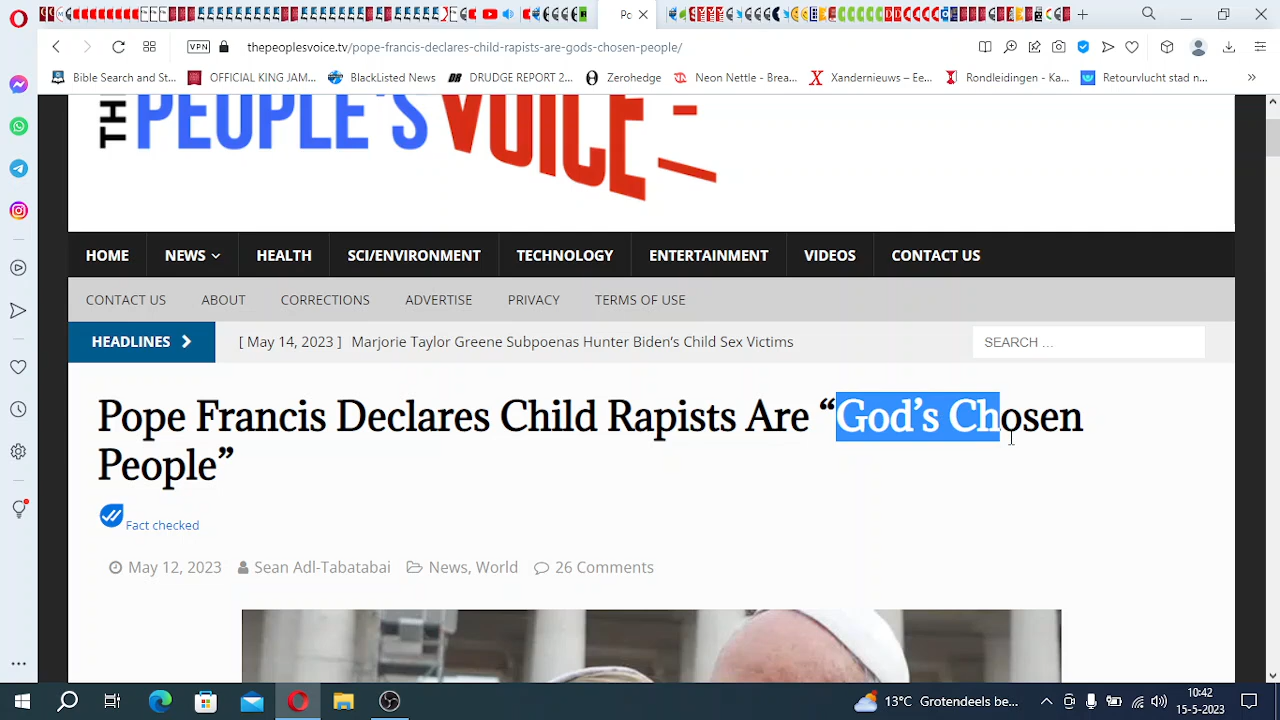 Po
VPN
thepeoplesvoice.tv/pope-francis-declares-child-rapists-are-gods-chosen-people/
Bible Search and St...
OFFICIAL KING JAM...
BlackListed News
DRUDGE REPORT 2...
Zerohedge
Neon Nettle - Brea...
Xandernieuws – Ee...
Rondleidingen - Ka...
Retourvlucht stad n...
THE PEOPLE'S VOICE
HOME
NEWS
HEALTH
SCI/ENVIRONMENT
TECHNOLOGY
ENTERTAINMENT
VIDEOS
CONTACT US
CONTACT US
ABOUT
CORRECTIONS
ADVERTISE
PRIVACY
TERMS OF USE
HEADLINES
[ May 14, 2023 ] Marjorie Taylor Greene Subpoenas Hunter Biden's Child Sex Victims
SEARCH …
Pope Francis Declares Child Rapists Are “God’s Chosen
People”
Fact checked
May 12, 2023
Sean Adl-Tabatabai
News, World
26 Comments
13°C Grotendeels be...
10:42
15-5-2023